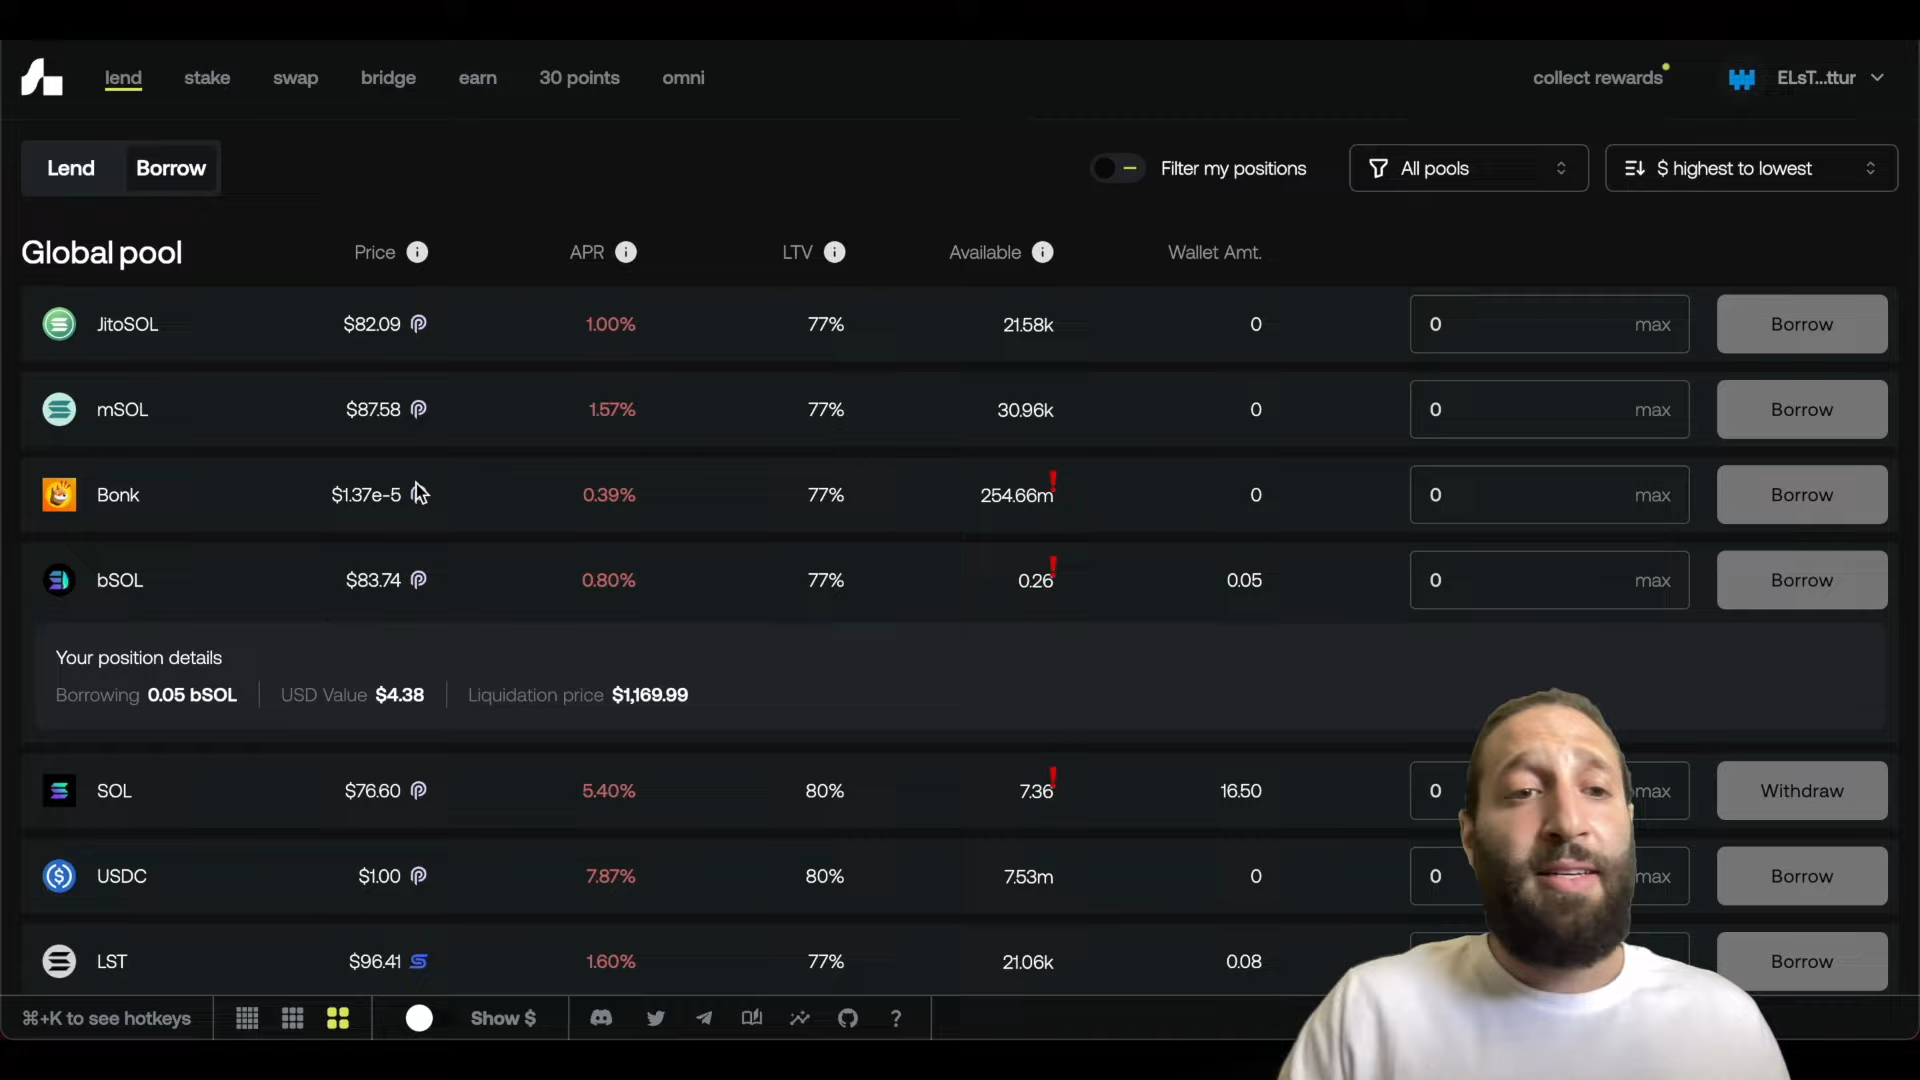 lend stake swap bridge earn 30 points omni collect rewards ELsT...ttur
Lend Borrow Filter my positions All pools $ highest to lowest
Global pool Price APR LTV Available Wallet Amt.
JitoSOL $82.09 1.00% 77% 21.58k 0 0 max Borrow
mSOL $87.58 1.57% 77% 30.96k 0 0 max Borrow
Bonk $1.37e-5 0.39% 77% 254.66m ! 0 0 max Borrow
bSOL $83.74 0.80% 77% 0.26 ! 0.05 0 max Borrow
Your position details
Borrowing 0.05 bSOL USD Value $4.38 Liquidation price $1,169.99
SOL $76.60 5.40% 80% 7.36 ! 16.50 0 max Withdraw
USDC $1.00 7.87% 80% 7.53m 0 0 max Borrow
LST $96.41 1.60% 77% 21.06k 0.08 Borrow
⌘+K to see hotkeys Show $ ?